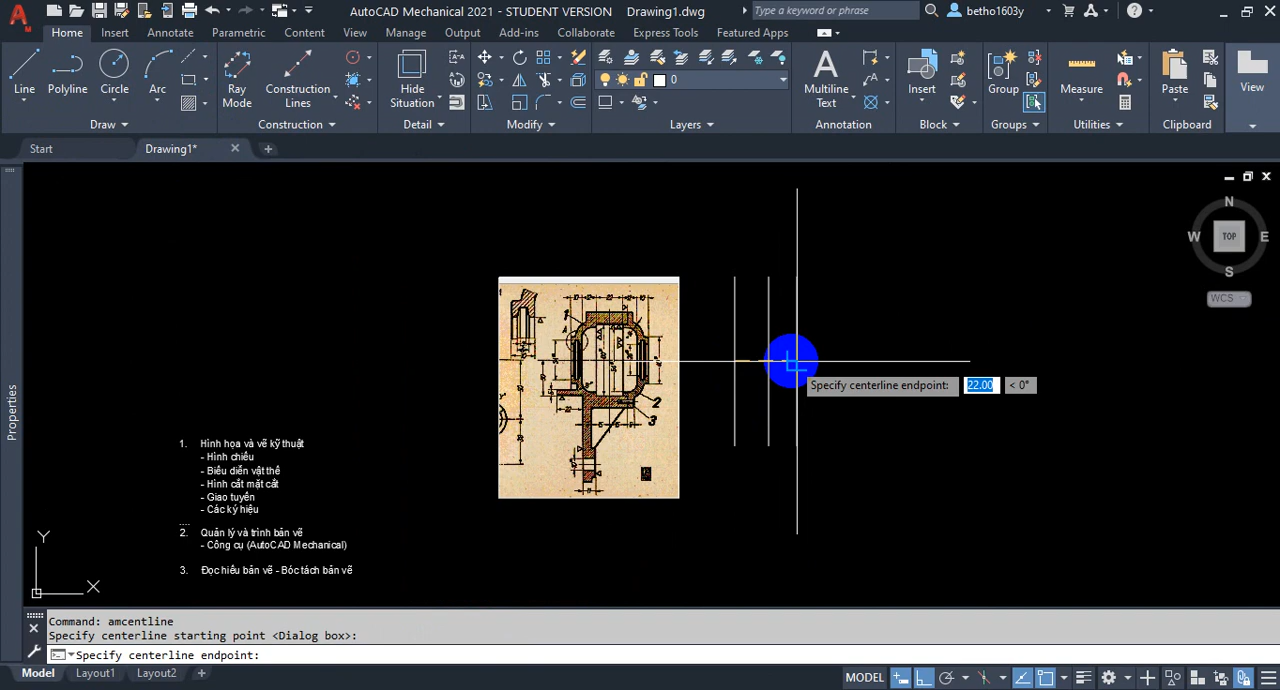 AutoCAD Mechanical 2021 - STUDENT VERSION Drawing1.dwg
Type a keyword or phrase
betho1603y
Home Insert Annotate Parametric Content View Manage Output Add-ins Collaborate Express Tools Featured Apps
Line Polyline Circle Arc
Ray Mode
Construction Lines
Hide Situation
0
Multiline Text
Insert
Group
Measure
Paste
View
Draw Construction Detail Modify Layers Annotation Block Groups Utilities Clipboard
Start Drawing1*
N
W TOP E
S
WCS
1
2
3
22
Specify centerline endpoint: 22.00 < 0°
Properties
1. Hình họa và vẽ kỹ thuật
- Hình chiếu
- Biểu diễn vật thể
- Hình cắt mặt cắt
- Giao tuyến
- Các ký hiệu
....
2. Quản lý và trình bản vẽ
- Công cụ (AutoCAD Mechanical)
3. Đọc hiểu bản vẽ - Bóc tách bản vẽ
Y
X
Command: amcentline
Specify centerline starting point <Dialog box>:
Specify centerline endpoint:
Model Layout1 Layout2
MODEL